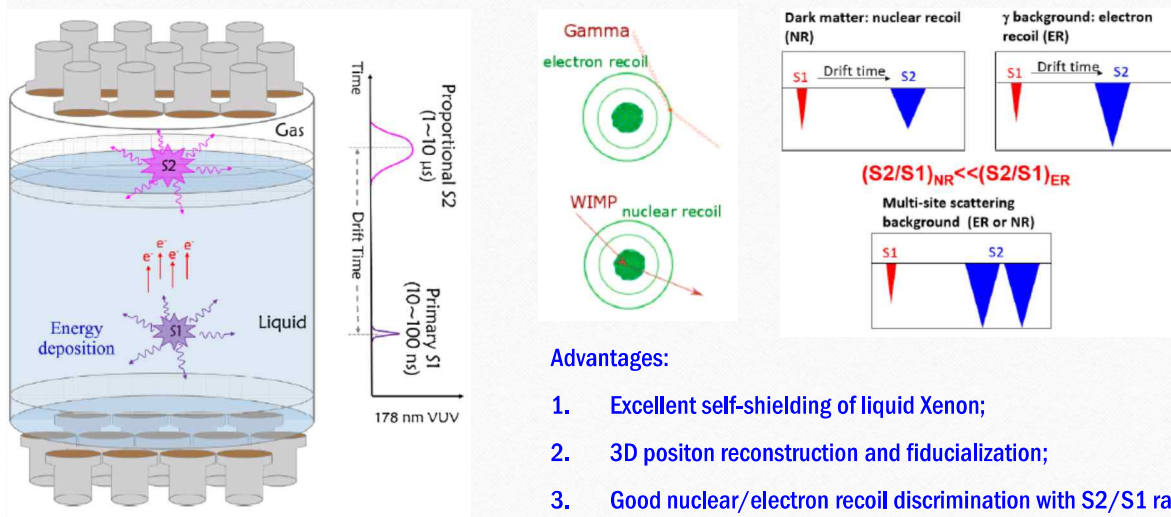 Gas
S2
e- e-
e- e-
S1
Energy
deposition
Liquid
Time
Proportional S2
(1~10 μs)
Drift Time
Primary S1
(10~100 ns)
178 nm VUV
Gamma
electron recoil
WIMP
nuclear recoil
Dark matter: nuclear recoil
(NR)
S1 Drift time S2
γ background: electron
recoil (ER)
S1 Drift time S2
(S2/S1)NR<<(S2/S1)ER
Multi-site scattering
background (ER or NR)
S1 S2
Advantages:
1. Excellent self-shielding of liquid Xenon;
2. 3D positon reconstruction and fiducialization;
3. Good nuclear/electron recoil discrimination with S2/S1 ra